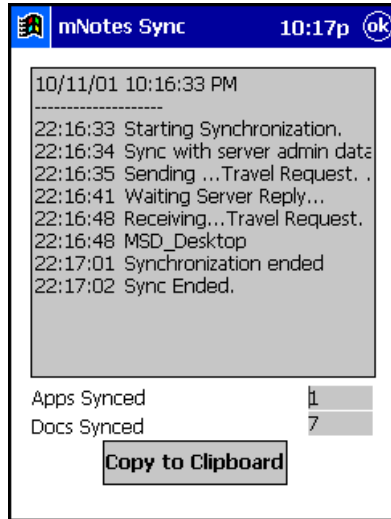 mNotes Sync 10:17p ok
10/11/01 10:16:33 PM
--------------------
22:16:33 Starting Synchronization.
22:16:34 Sync with server admin data
22:16:35 Sending ...Travel Request. .
22:16:41 Waiting Server Reply...
22:16:48 Receiving...Travel Request.
22:16:48 MSD_Desktop
22:17:01 Synchronization ended
22:17:02 Sync Ended.
Apps Synced 1
Docs Synced 7
Copy to Clipboard